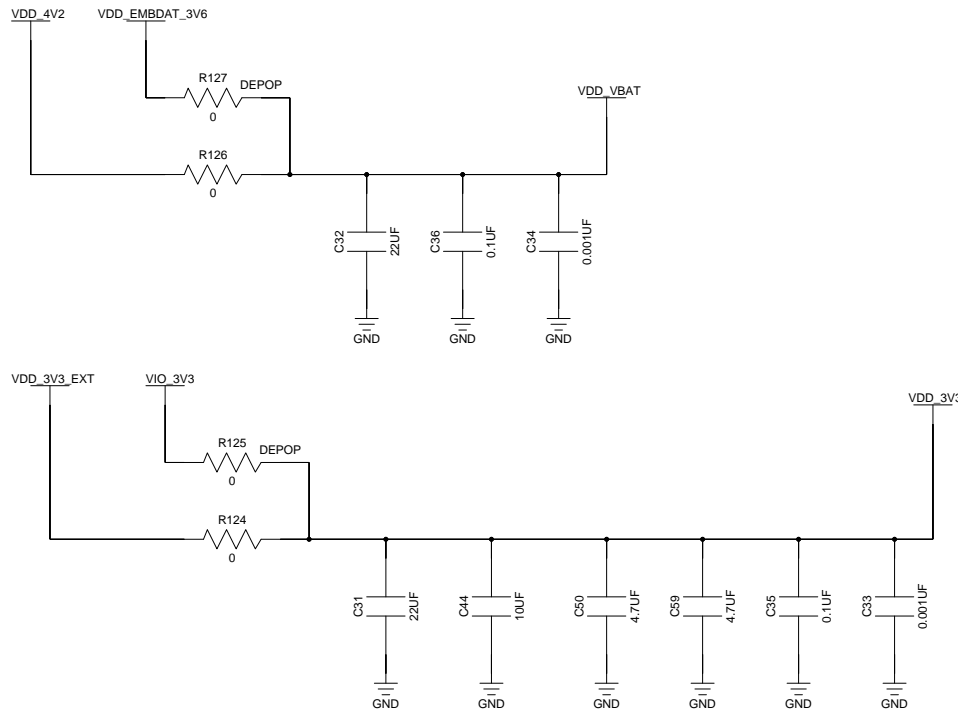 VDD_4V2
VDD_EMBDAT_3V6
R127
DEPOP
0
VDD_VBAT
R126
0
C32
22UF
C36
0.1UF
C34
0.001UF
GND
GND
GND
VDD_3V3_EXT
VIO_3V3
VDD_3V3
R125
DEPOP
0
R124
0
C31
22UF
C44
10UF
C50
4.7UF
C59
4.7UF
C35
0.1UF
C33
0.001UF
GND
GND
GND
GND
GND
GND